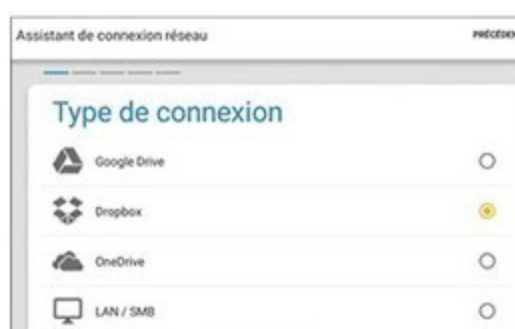 Assistant de connexion réseau
Type de connexion
Google Drive
Dropbox
OneDrive
LAN / SMB